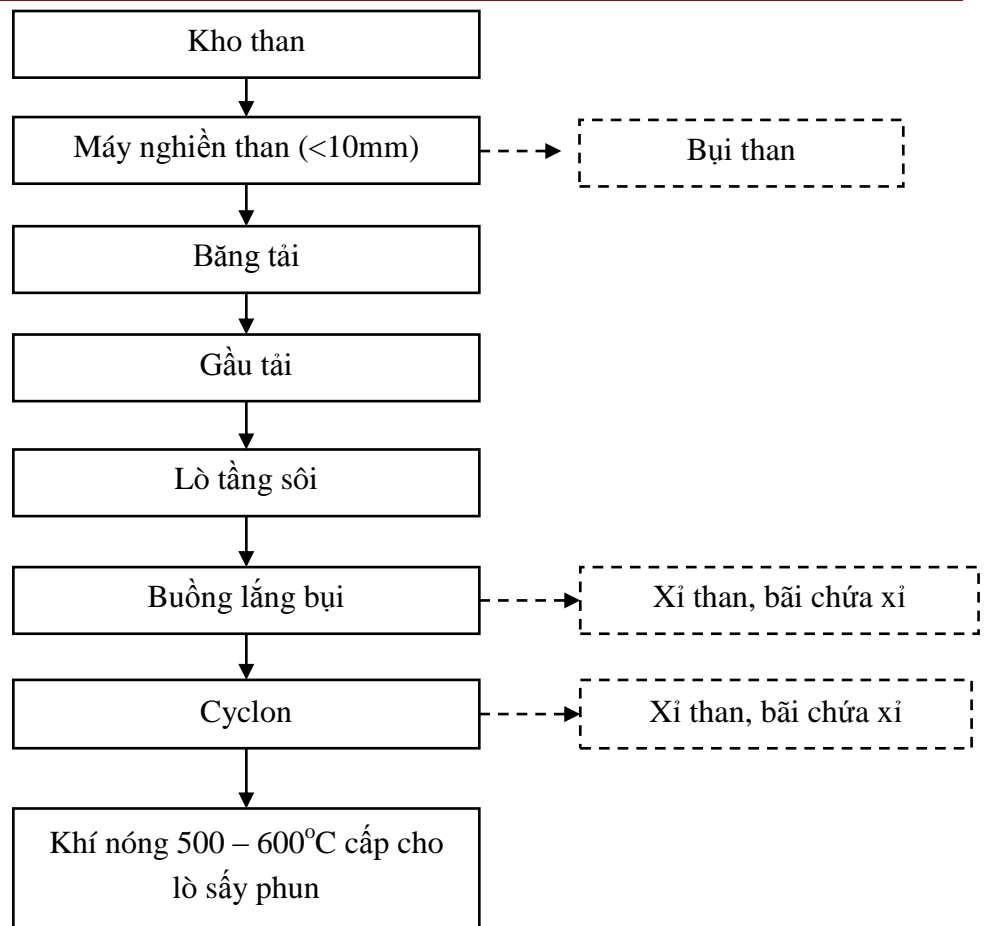 Kho than
Máy nghiền than (<10mm)
Bụi than
Băng tải
Gầu tải
Lò tầng sôi
Buồng lắng bụi
Xỉ than, bãi chứa xỉ
Cyclon
Xỉ than, bãi chứa xỉ
Khí nóng 500 – 600°C cấp cho
lò sấy phun